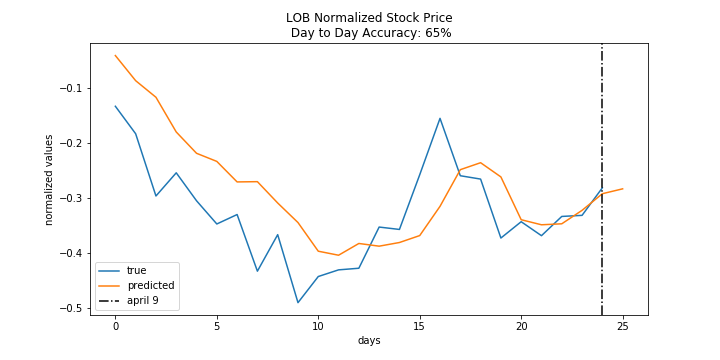 LOB Normalized Stock Price
Day to Day Accuracy: 65%
normalized values
−0.1
−0.2
−0.3
−0.4
−0.5
true
predicted
april 9
0
5
10
15
20
25
days